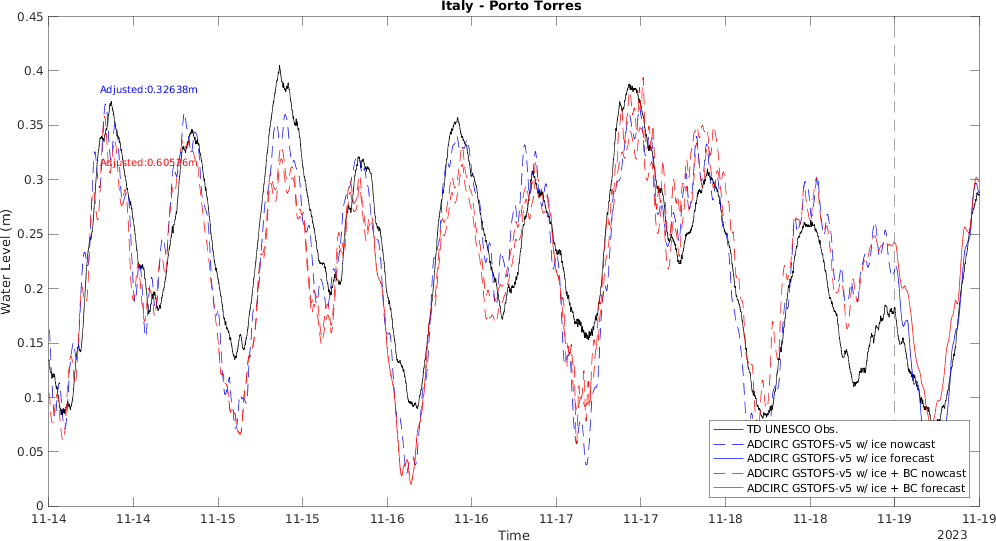 Italy - Porto Torres
0.45
0.4
0.35
0.3
0.25
0.2
0.15
0.1
0.05
0
Water Level (m)
Adjusted:0.32638m
Adjusted:0.60526m
TD UNESCO Obs.
ADCIRC GSTOFS-v5 w/ ice nowcast
ADCIRC GSTOFS-v5 w/ ice forecast
ADCIRC GSTOFS-v5 w/ ice + BC nowcast
ADCIRC GSTOFS-v5 w/ ice + BC forecast
11-14 11-14 11-15 11-15 11-16 11-16 11-17 11-17 11-18 11-18 11-19 11-19
Time
2023